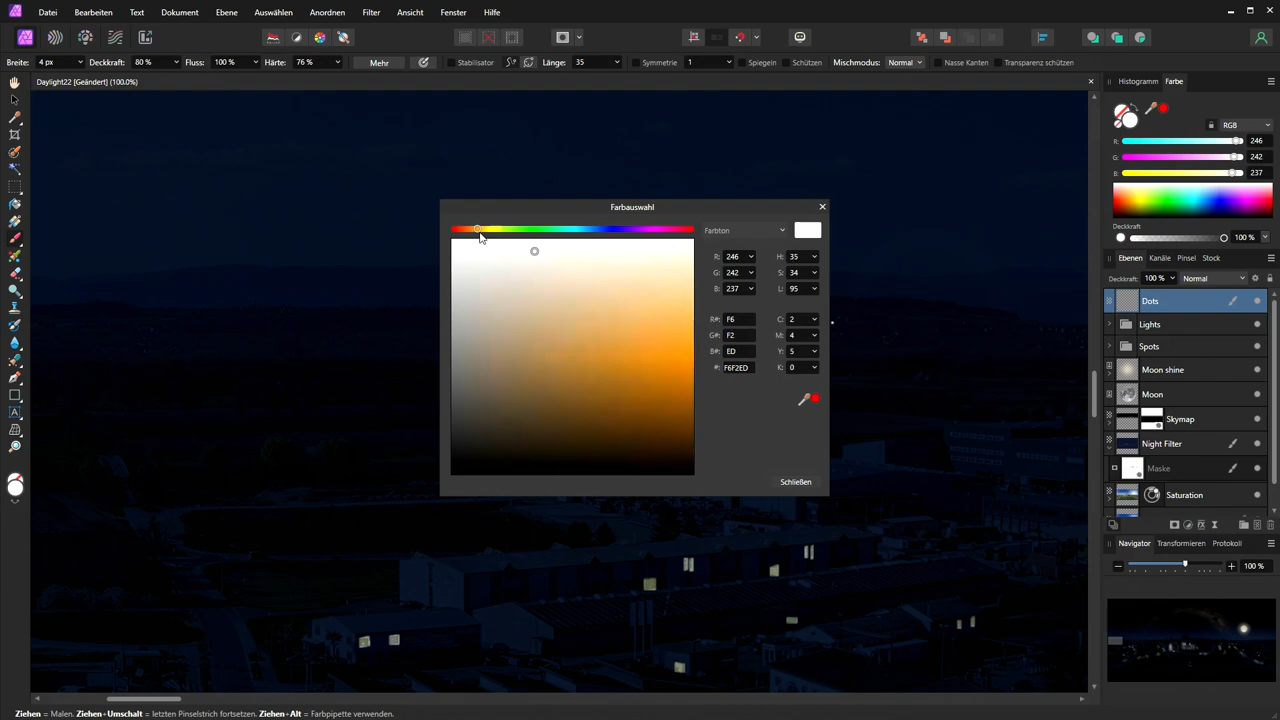 Datei Bearbeiten Text Dokument Ebene Auswählen Anordnen Filter Ansicht Fenster Hilfe
Breite: 4 px Deckkraft: 80 % Fluss: 100 % Härte: 76 % Mehr Stabilisator Länge: 35 Symmetrie 1 Spiegeln Schützen Mischmodus: Normal Nasse Kanten Transparenz schützen
Daylight22 [Geändert] (100.0%)
Histogramm Farbe
RGB
R: 246
G: 242
B: 237
Deckkraft
100 %
Ebenen Kanäle Pinsel Stock
Deckkraft: 100 % Normal
Dots
Lights
Spots
Moon shine
Moon
Skymap
Night Filter
Maske
Saturation
Navigator Transformieren Protokoll
100 %
Farbauswahl
Farbton
R: 246 H: 35
G: 242 S: 34
B: 237 L: 95
R#: F6 C: 2
G#: F2 M: 4
B#: ED Y: 5
#: F6F2ED K: 0
Schließen
Ziehen = Malen. Ziehen+Umschalt = letzten Pinselstrich fortsetzen. Ziehen+Alt = Farbpipette verwenden.